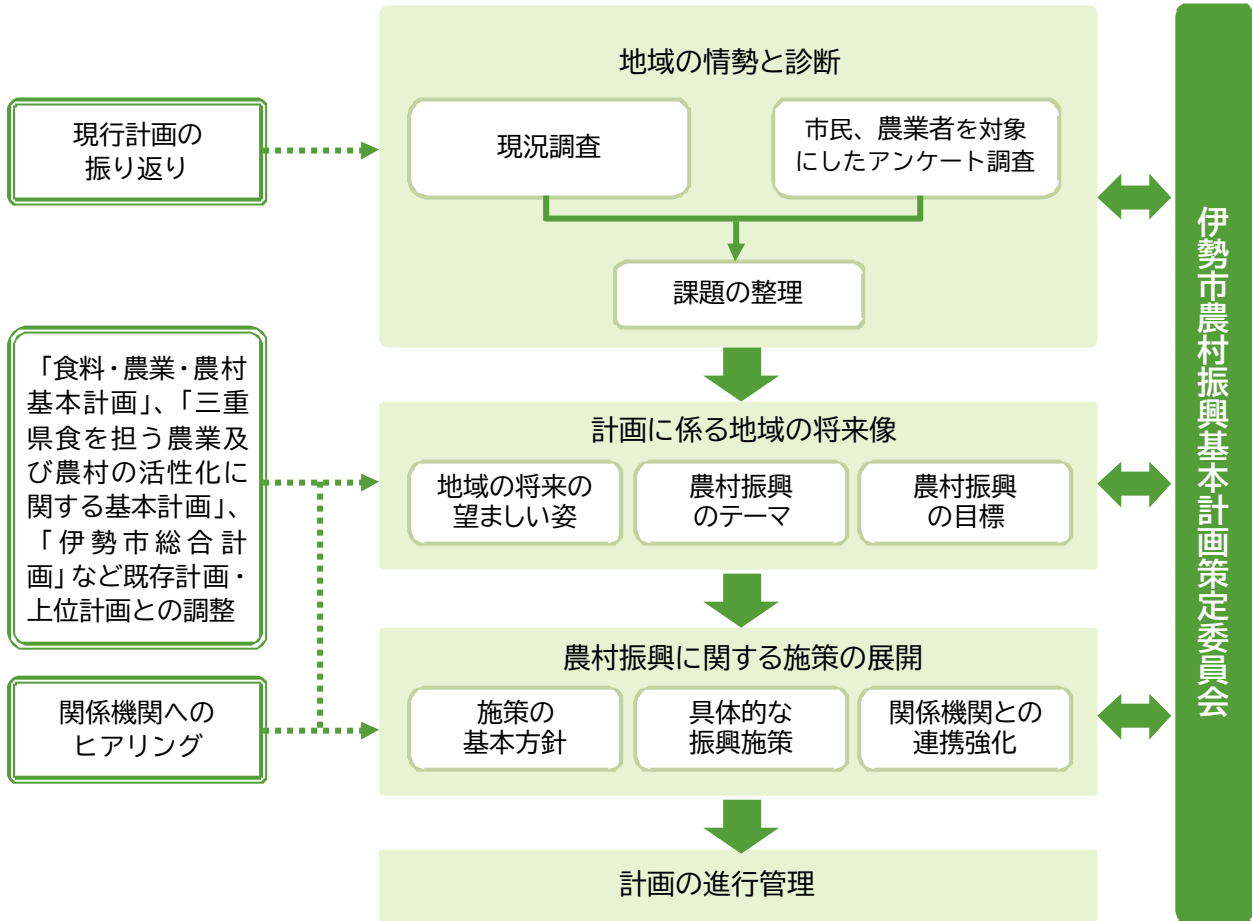 地域の情勢と診断
現行計画の
振り返り
現況調査
市民、農業者を対象
にしたアンケート調査
課題の整理
「食料・農業・農村
基本計画」、「三重
県食を担う農業及
び農村の活性化に
関する基本計画」、
「伊勢市総合計
画」など既存計画・
上位計画との調整
計画に係る地域の将来像
地域の将来の
望ましい姿
農村振興
のテーマ
農村振興
の目標
関係機関への
ヒアリング
農村振興に関する施策の展開
施策の
基本方針
具体的な
振興施策
関係機関との
連携強化
計画の進行管理
伊勢市農村振興基本計画策定委員会